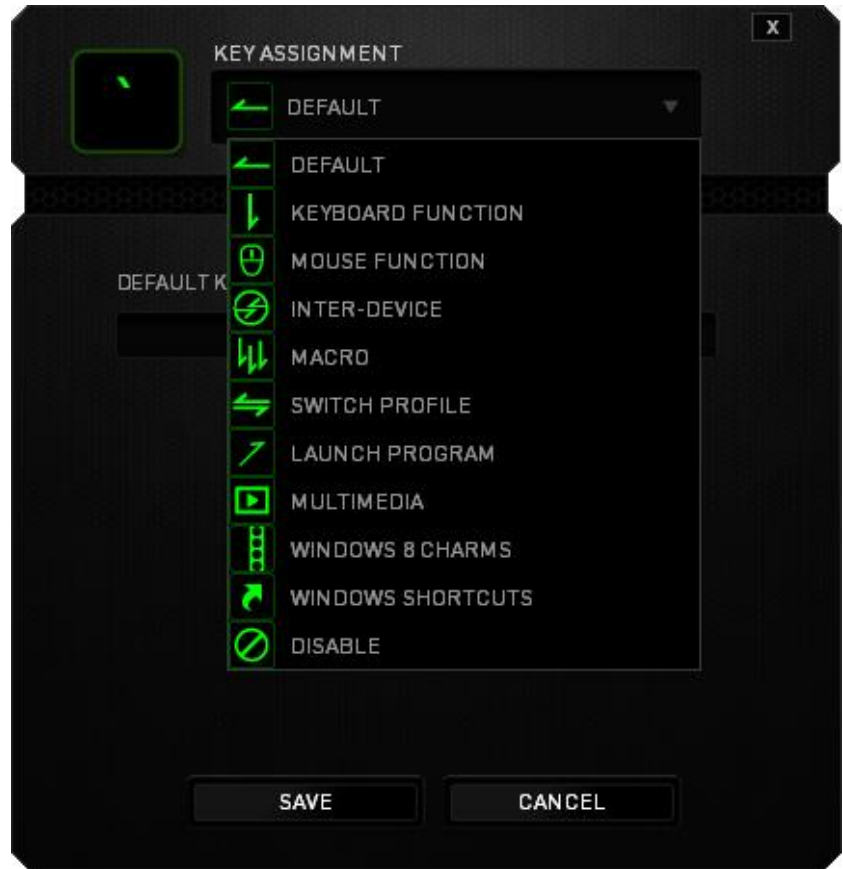 X
KEY ASSIGNMENT
`
DEFAULT
DEFAULT
KEYBOARD FUNCTION
MOUSE FUNCTION
DEFAULT K
INTER-DEVICE
MACRO
SWITCH PROFILE
LAUNCH PROGRAM
MULTIMEDIA
WINDOWS 8 CHARMS
WINDOWS SHORTCUTS
DISABLE
SAVE
CANCEL